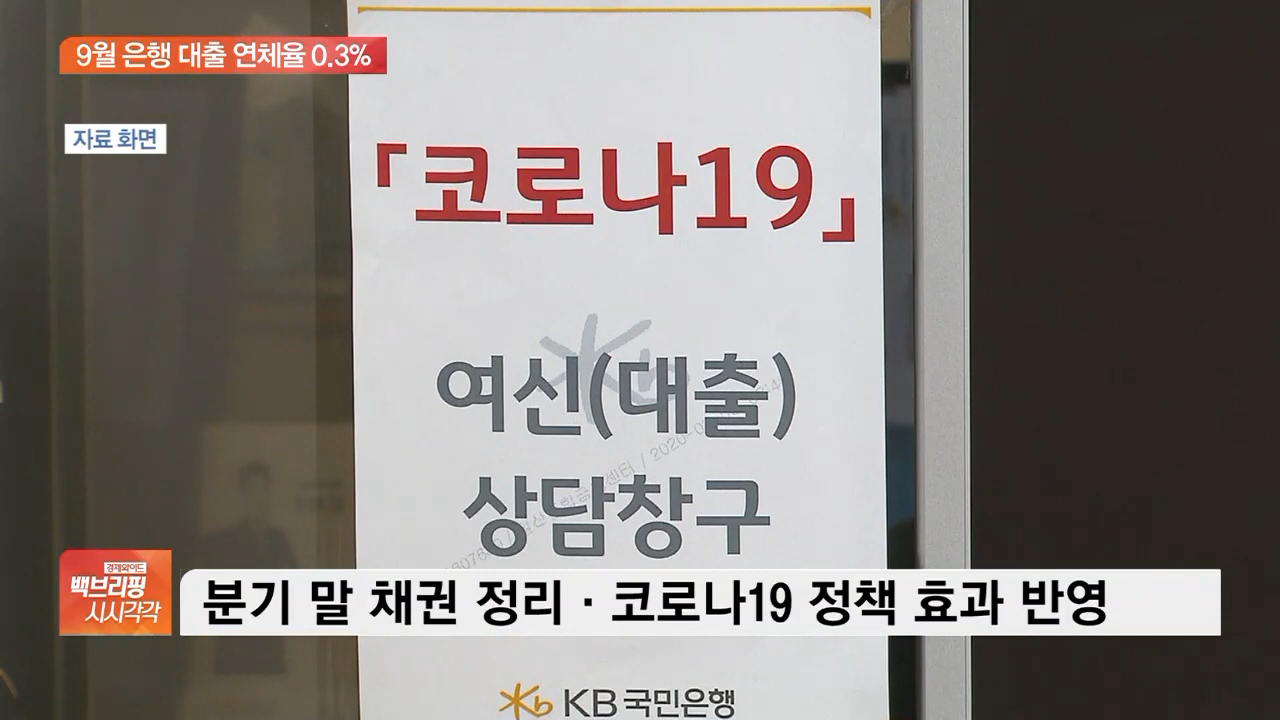 9월 은행 대출 연체율 0.3%
자료 화면
「코로나19」
여신(대출)
상담창구
경제와이드
백브리핑
시시각각
분기 말 채권 정리·코로나19 정책 효과 반영
KB국민은행